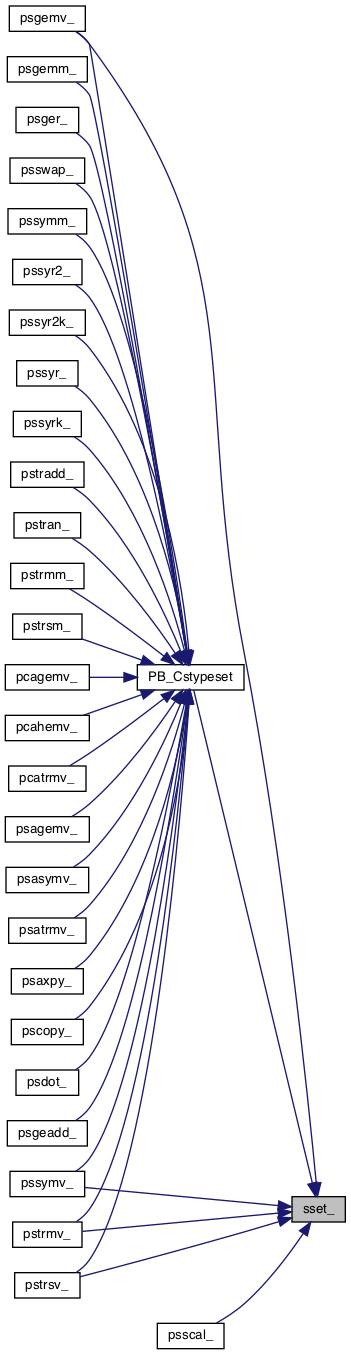 psgemv_
psgemm_
psger_
psswap_
pssymm_
pssyr2_
pssyr2k_
pssyr_
pssyrk_
pstradd_
pstran_
pstrmm_
pstrsm_
PB_Cstypeset
pcagemv_
pcahemv_
pcatrmv_
psagemv_
psasymv_
psatrmv_
psaxpy_
pscopy_
psdot_
psgeadd_
pssymv_
sset_
pstrmv_
pstrsv_
psscal_